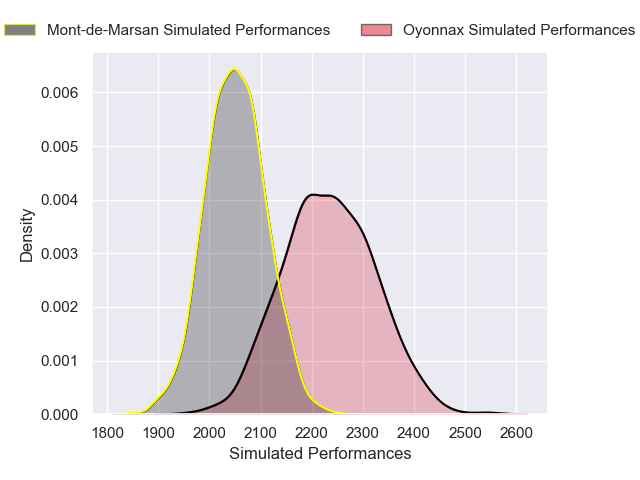 Mont-de-Marsan Simulated Performances
Oyonnax Simulated Performances
0.006
0.005
0.004
0.003
0.002
0.001
0.000
Density
1800 1900 2000 2100 2200 2300 2400 2500 2600
Simulated Performances